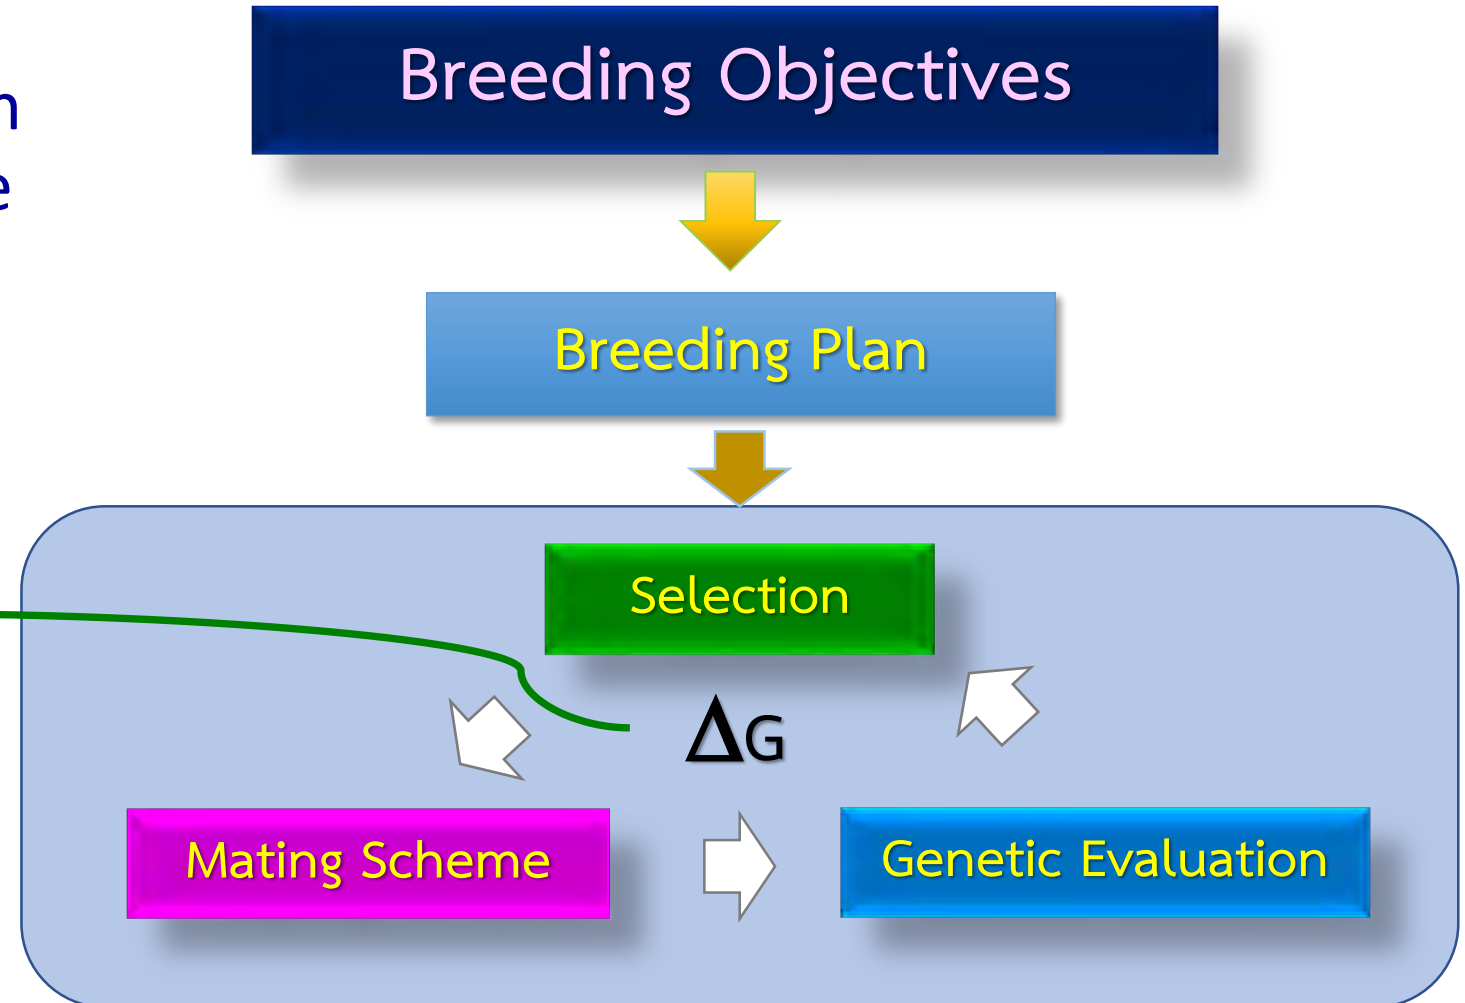 Breeding Objectives
Breeding Plan
Selection
ΔG
Mating Scheme
Genetic Evaluation